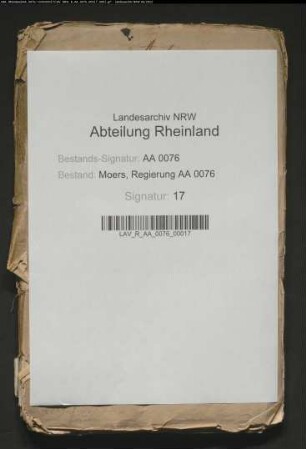 Landesarchiv NRW
Abteilung Rheinland
Bestands-Signatur: AA 0076
Bestand: Moers, Regierung AA 0076
Signatur: 17
LAV_R_AA_0076_00017